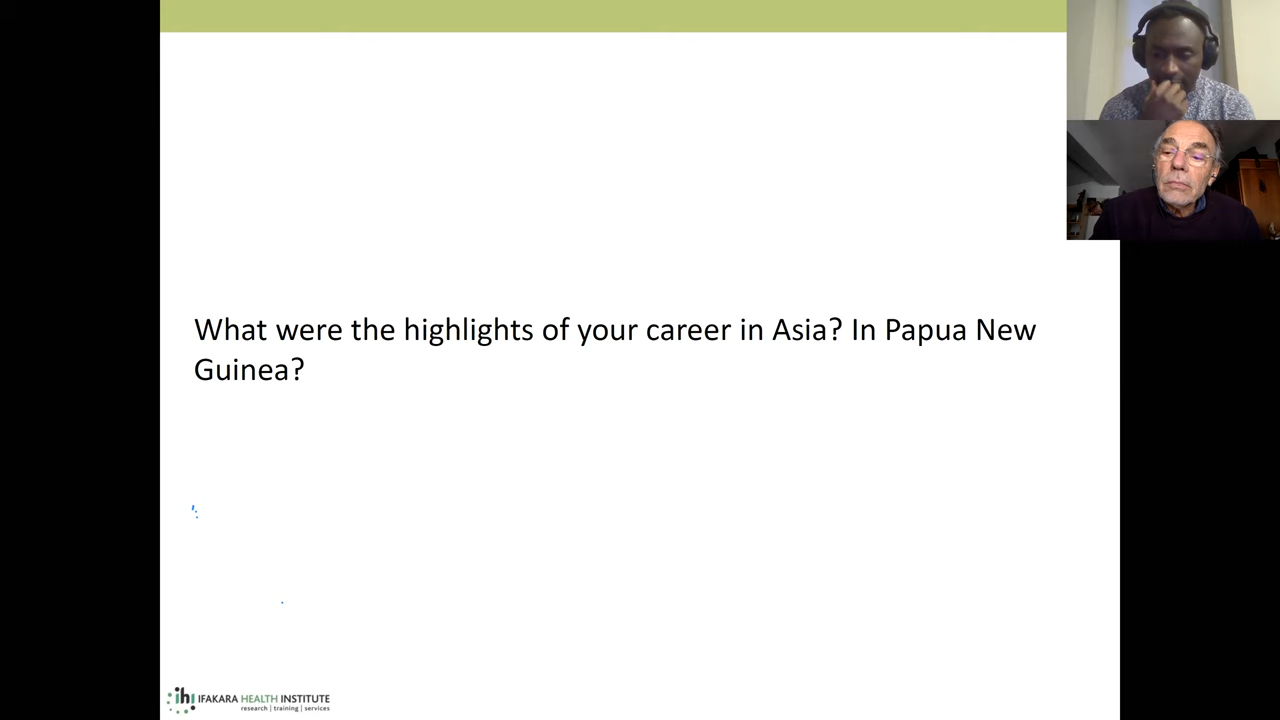 What were the highlights of your career in Asia? In Papua New
Guinea?
ihi IFAKARA HEALTH INSTITUTE
research | training | services